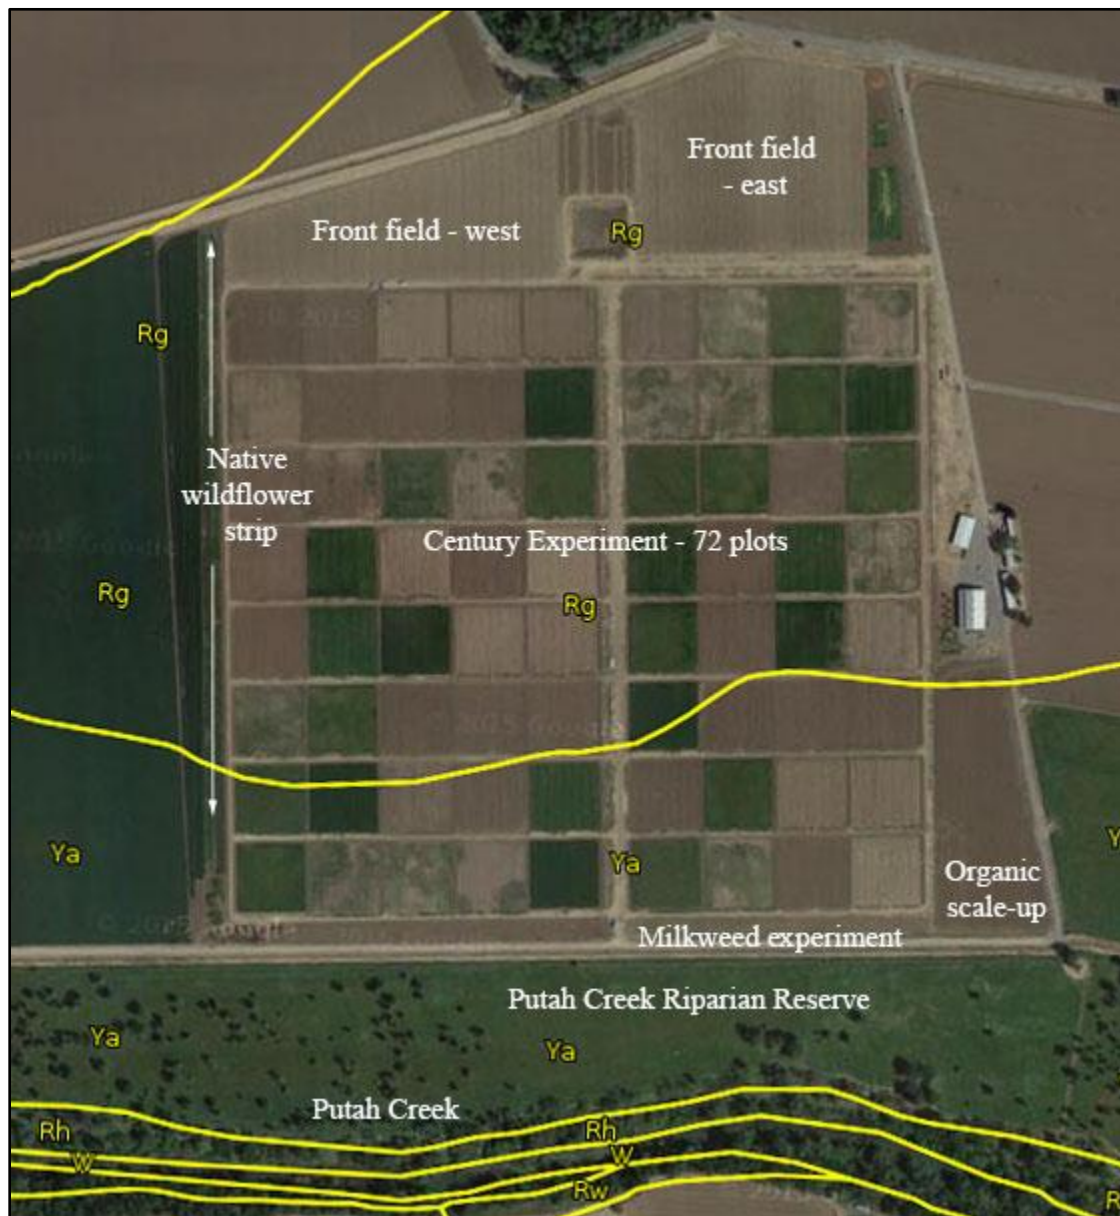 Front field
- east
Front field - west
Rg
Rg
Native
wildflower
strip
Century Experiment - 72 plots
Rg
Rg
Ya
Ya
Organic
scale-up
Milkweed experiment
Putah Creek Riparian Reserve
Ya
Ya
Putah Creek
Rh
Rh
W
W
Rw